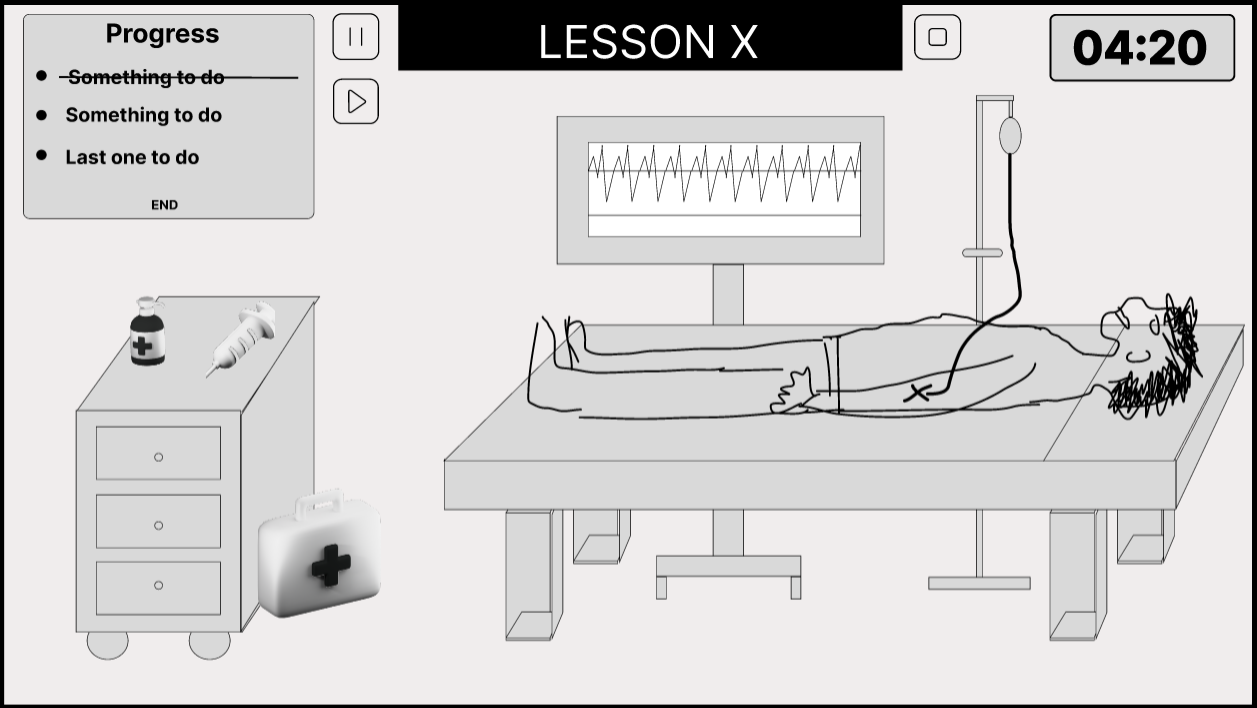 Progress
Something to do
Something to do
Last one to do
END
LESSON X
04:20